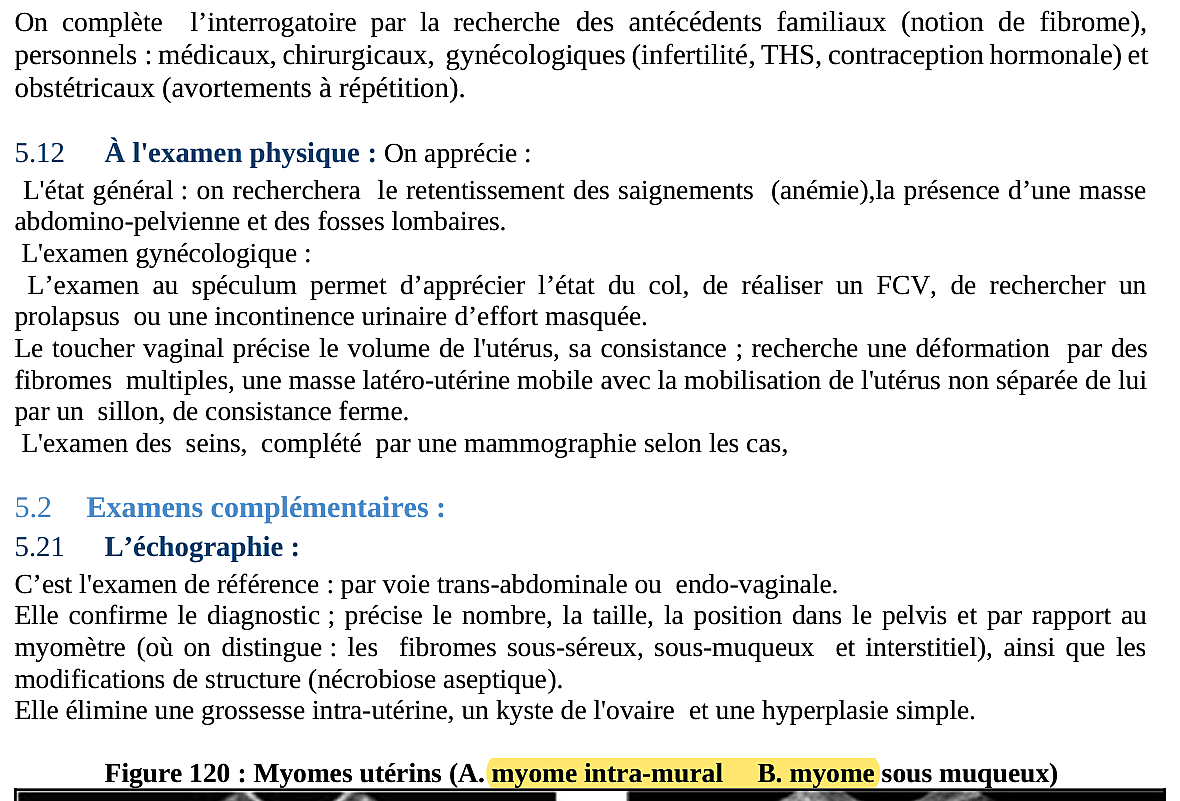 On complète l’interrogatoire par la recherche des antécédents familiaux (notion de fibrome),
personnels : médicaux, chirurgicaux, gynécologiques (infertilité, THS, contraception hormonale) et
obstétricaux (avortements à répétition).
5.12 À l'examen physique : On apprécie :
L'état général : on recherchera le retentissement des saignements (anémie),la présence d’une masse
abdomino-pelvienne et des fosses lombaires.
L'examen gynécologique :
L’examen au spéculum permet d’apprécier l’état du col, de réaliser un FCV, de rechercher un
prolapsus ou une incontinence urinaire d’effort masquée.
Le toucher vaginal précise le volume de l'utérus, sa consistance ; recherche une déformation par des
fibromes multiples, une masse latéro-utérine mobile avec la mobilisation de l'utérus non séparée de lui
par un sillon, de consistance ferme.
L'examen des seins, complété par une mammographie selon les cas,
5.2 Examens complémentaires :
5.21 L’échographie :
C’est l'examen de référence : par voie trans-abdominale ou endo-vaginale.
Elle confirme le diagnostic ; précise le nombre, la taille, la position dans le pelvis et par rapport au
myomètre (où on distingue : les fibromes sous-séreux, sous-muqueux et interstitiel), ainsi que les
modifications de structure (nécrobiose aseptique).
Elle élimine une grossesse intra-utérine, un kyste de l'ovaire et une hyperplasie simple.
Figure 120 : Myomes utérins (A. myome intra-mural B. myome sous muqueux)